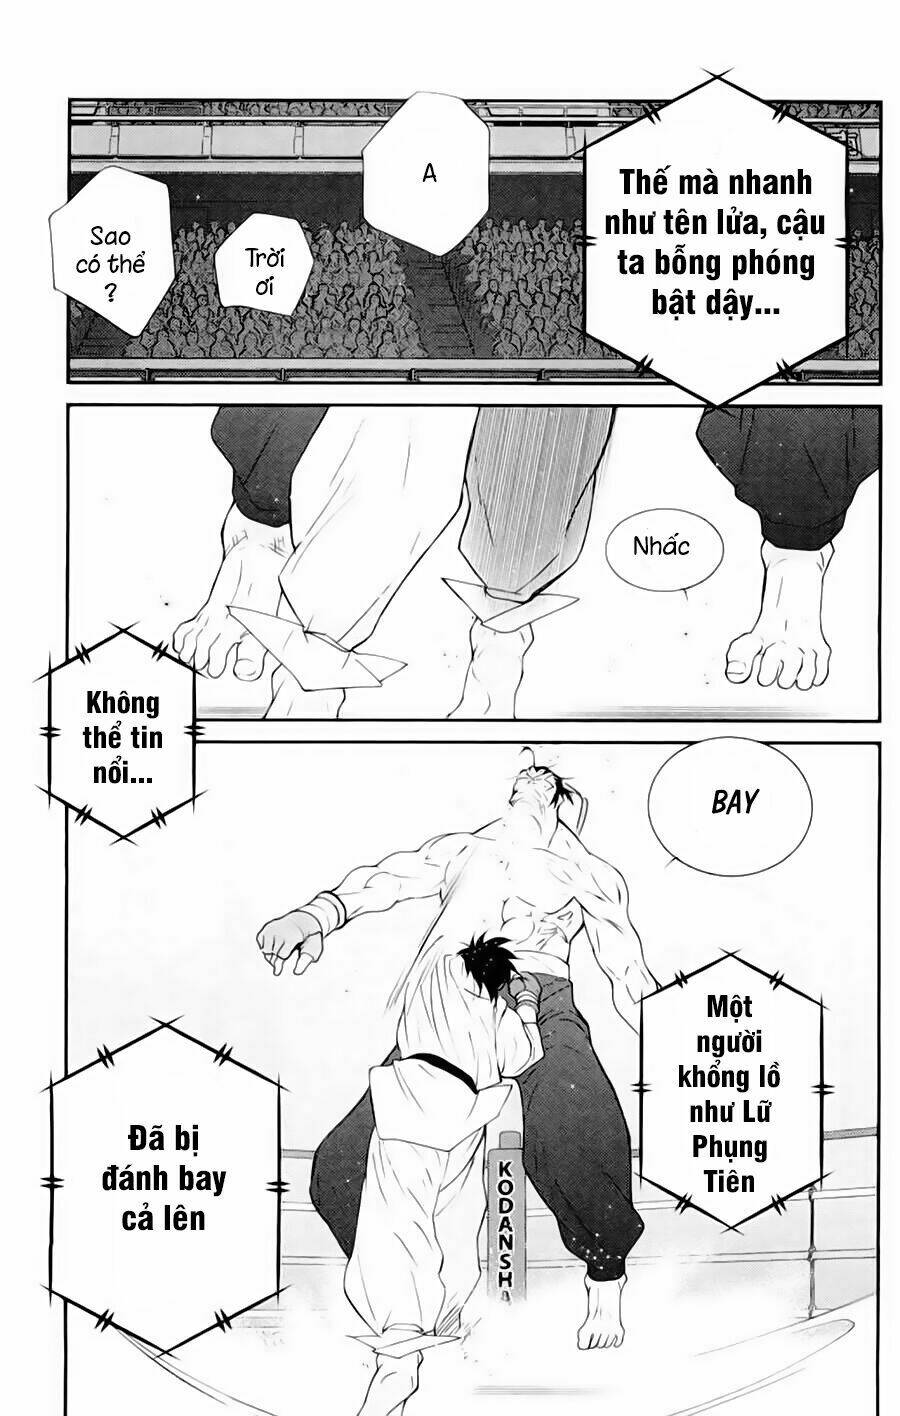 Thế mà nhanh
như tên lửa, cậu
ta bỗng phóng
bật dậy...
A
Trời
ơi
Sao
có thể
?
Nhấc
Không
thể tin
nổi...
BAY
Một
người
khổng lồ
như Lữ
Phụng
Tiên
Đã bị
đánh bay
cả lên
KODANSH